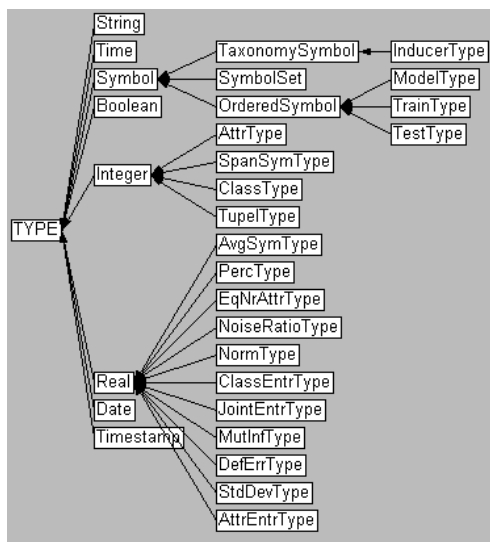 String
Time
TaxonomySymbol
InducerType
Symbol
SymbolSet
ModelType
Boolean
OrderedSymbol
TrainType
AttrType
TestType
Integer
SpanSymType
ClassType
TupelType
TYPE
AvgSymType
PercType
EqNrAttrType
NoiseRatioType
NormType
Real
ClassEntrType
Date
JointEntrType
Timestamp
MutInfType
DefErrType
StdDevType
AttrEntrType